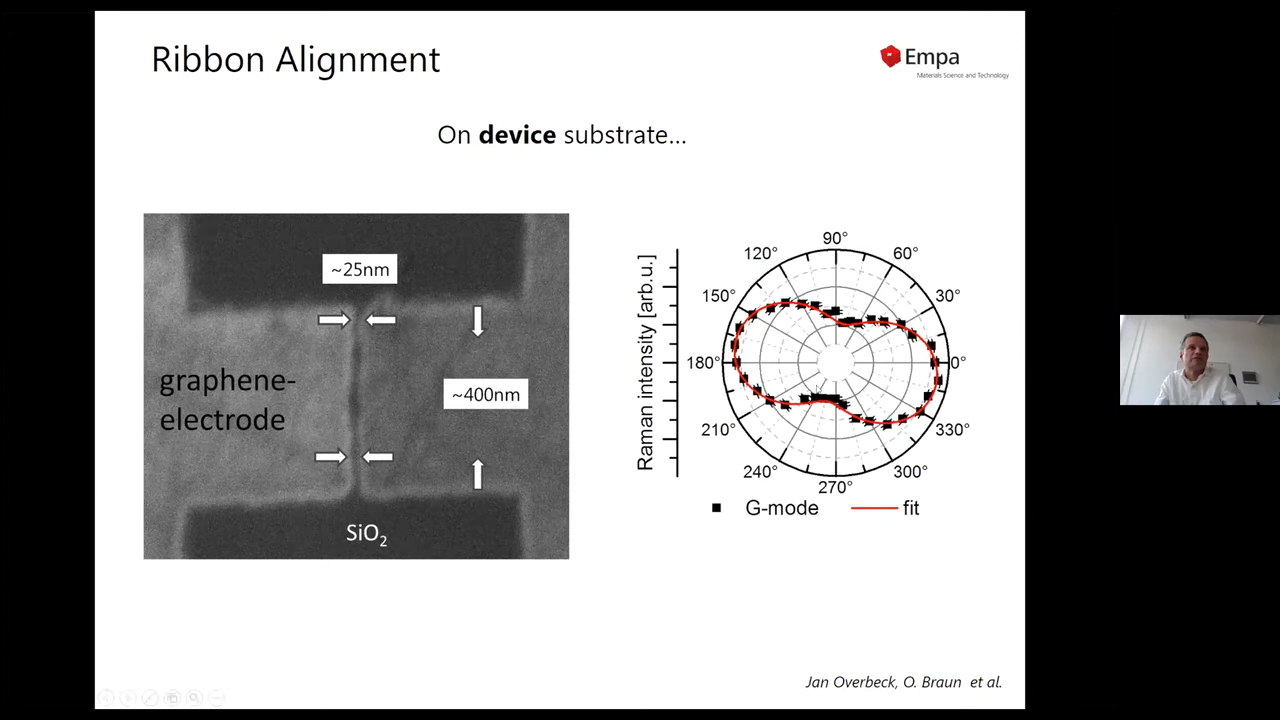 Ribbon Alignment
Empa
Materials Science and Technology
On device substrate...
~25nm
graphene-
electrode
~400nm
SiO2
Raman intensity [arb.u.]
90°
120°
60°
150°
30°
180°
0°
210°
330°
240°
300°
270°
G-mode
fit
Jan Overbeck, O. Braun et al.